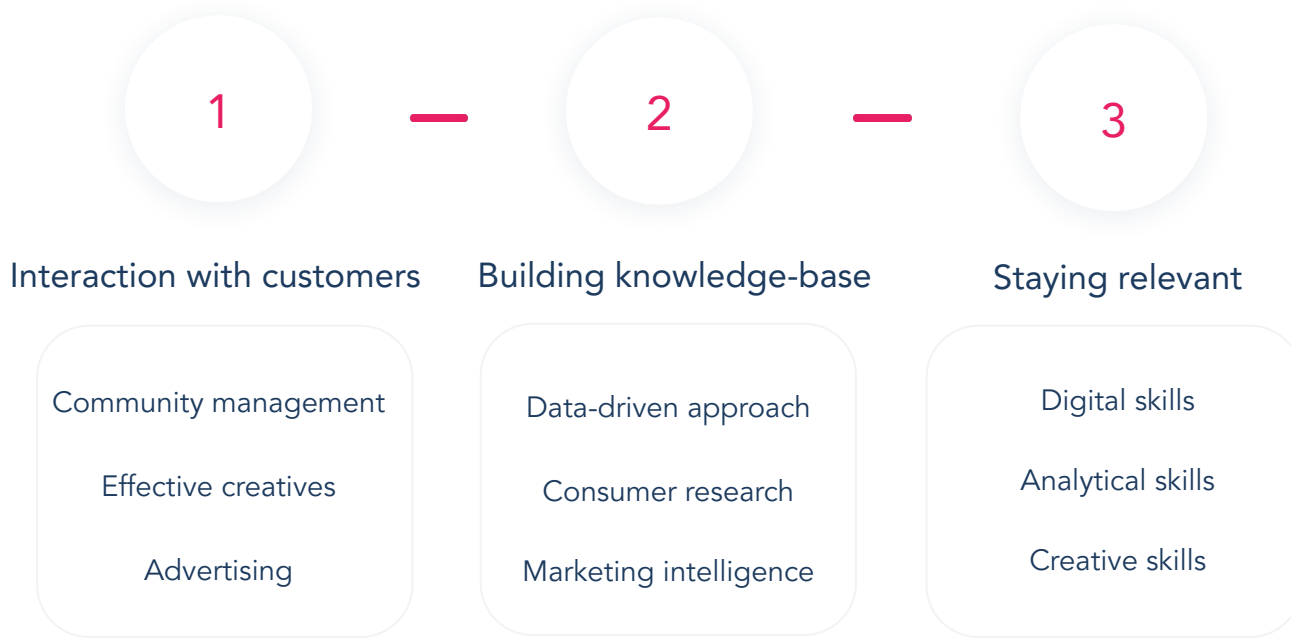 1
2
3
Interaction with customers
Building knowledge-base
Staying relevant
Community management
Effective creatives
Advertising
Data-driven approach
Consumer research
Marketing intelligence
Digital skills
Analytical skills
Creative skills